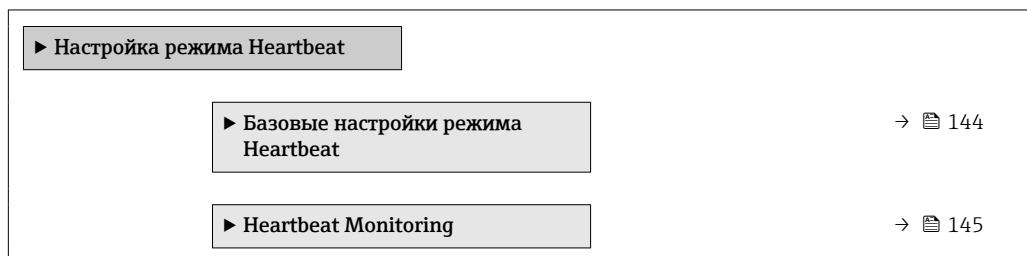 ► Настройка режима Heartbeat
► Базовые настройки режима
Heartbeat
→ 144
► Heartbeat Monitoring
→ 145